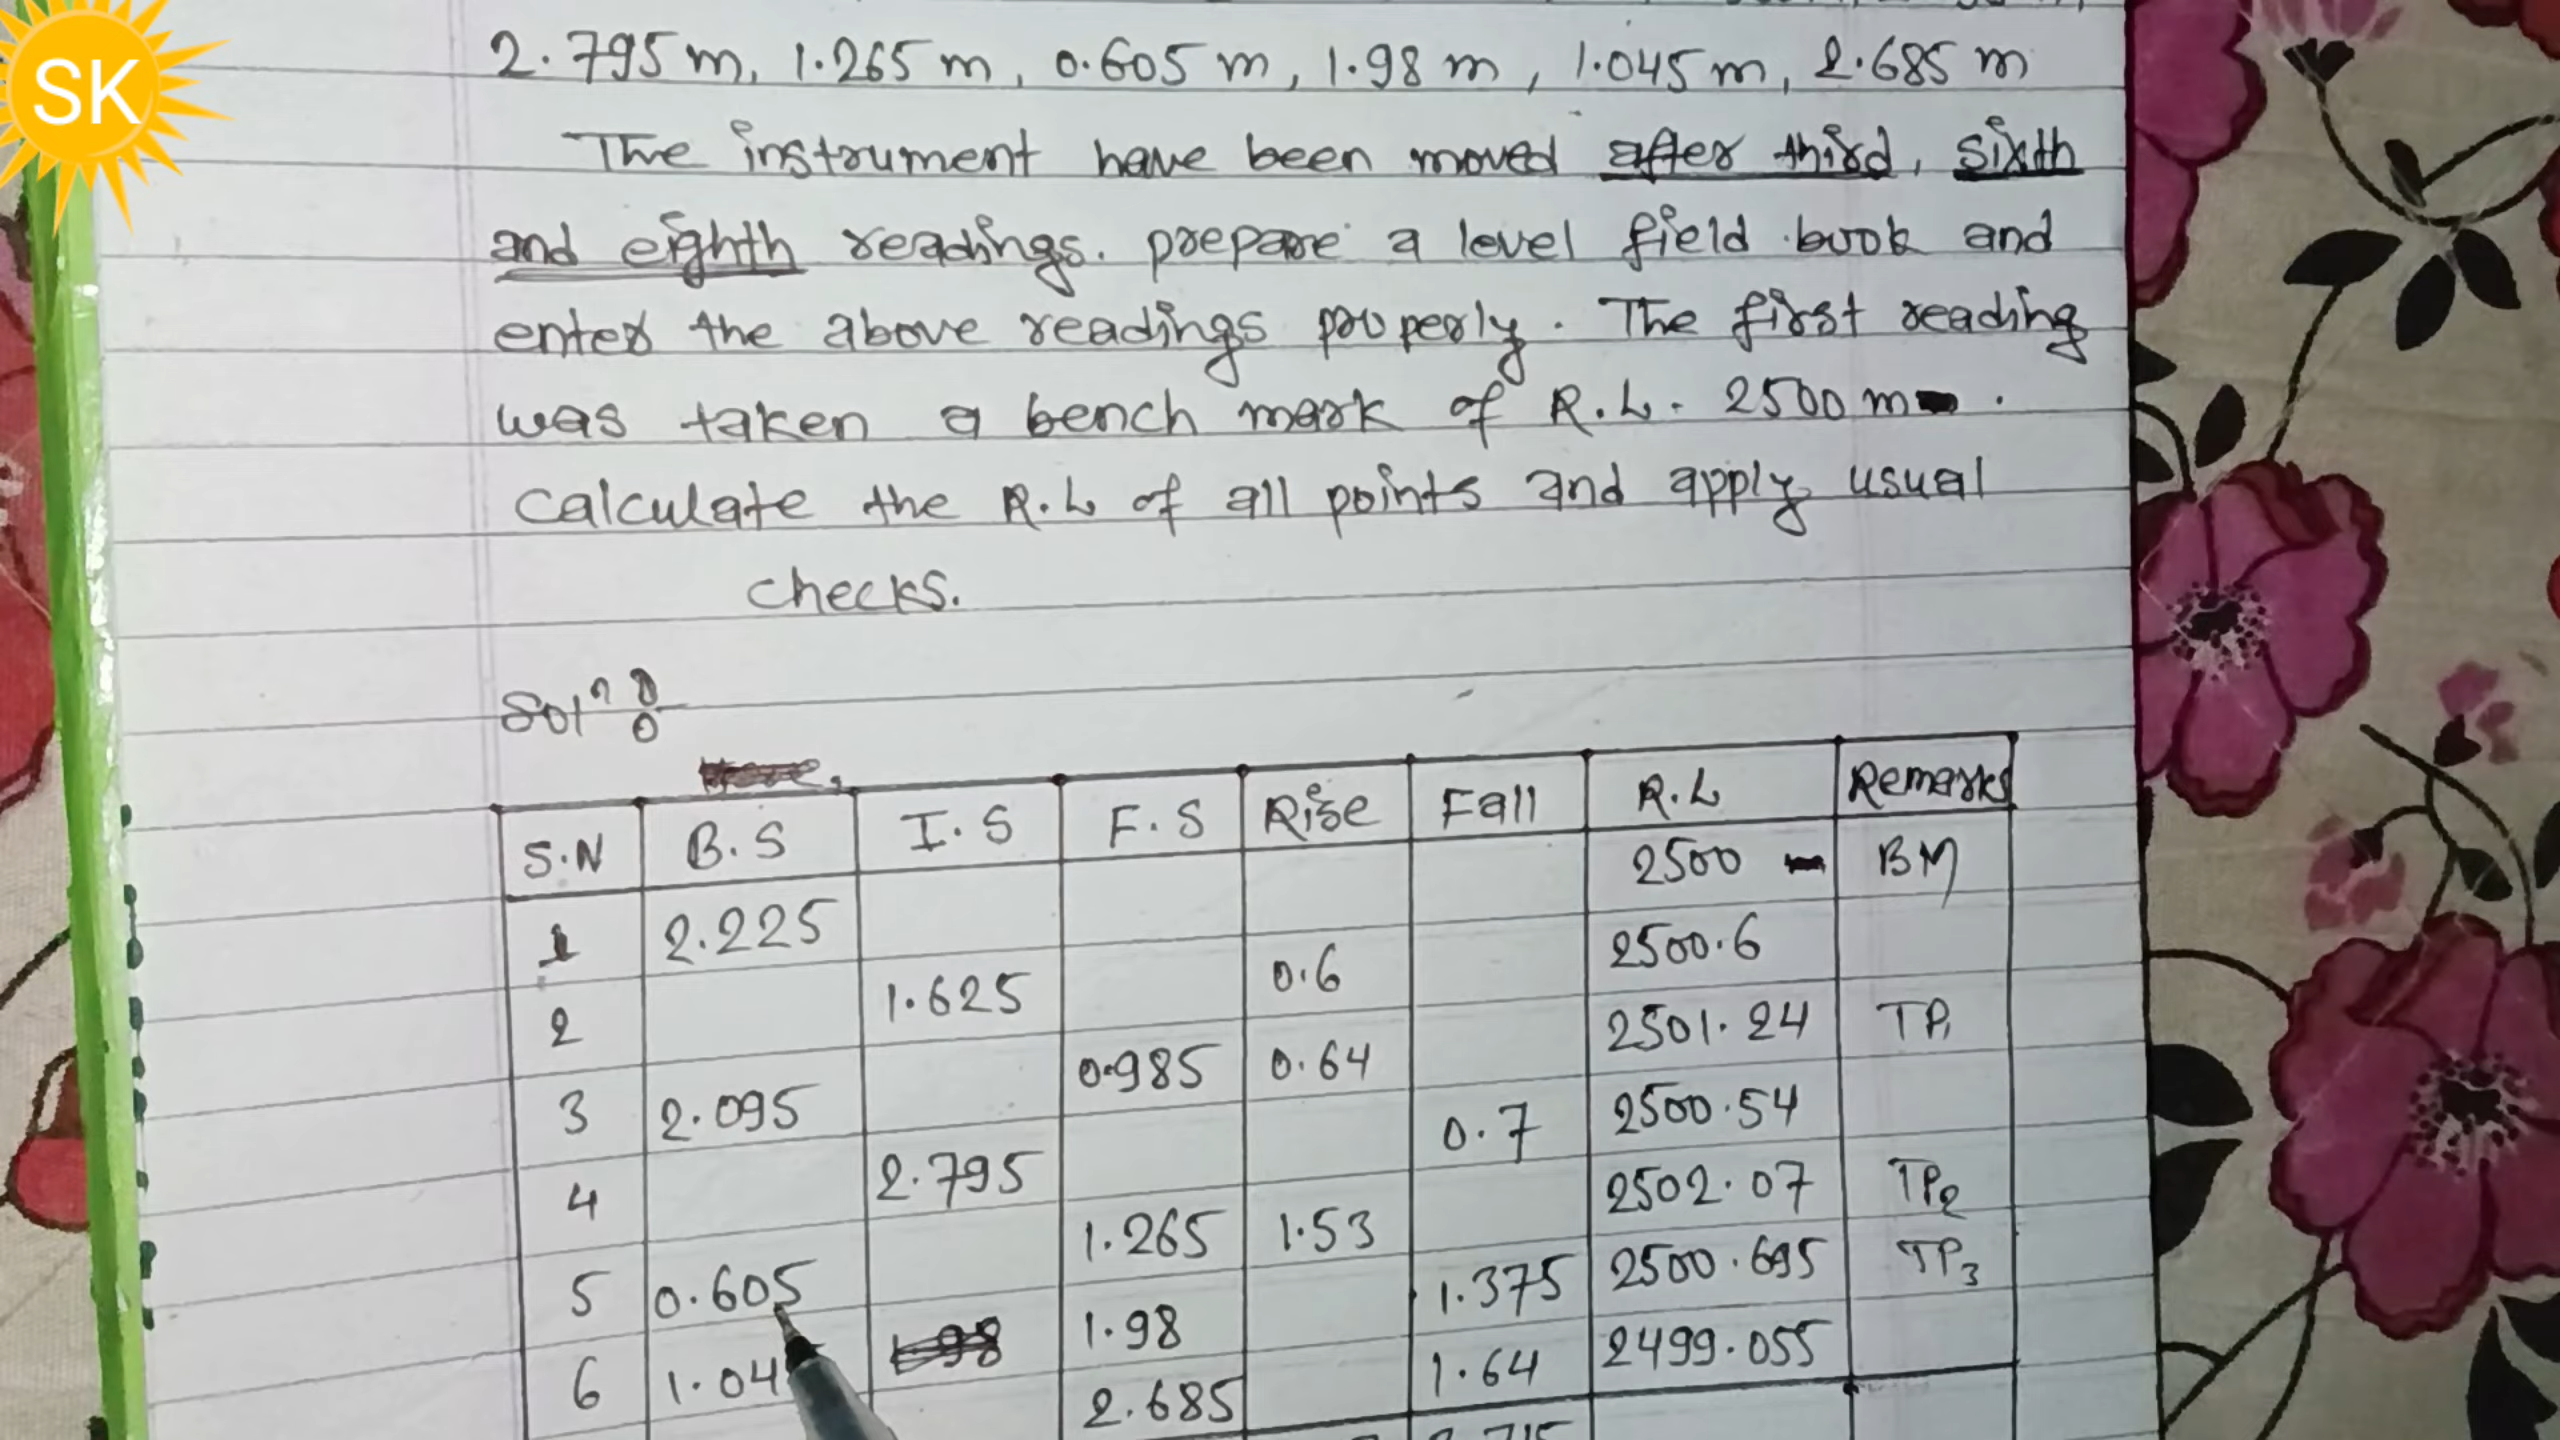 SK
2.795 m, 1.265 m, 0.605 m, 1.98 m, 1.045 m, 2.685 m
The instrument have been moved after third, sixth
and eighth readings. prepare a level field book and
enter the above readings properly. The first reading
was taken a bench mark of R.L. 2500 m .
Calculate the R.L of all points and apply usual
checks.
Solⁿ:
S.N B.S I.S F.S Rise Fall R.L Remarks
1 2.225 2500 BM
2 1.625 0.6 2500.6
3 2.095 0.985 0.64 2501.24 TP₁
4 2.795 0.7 2500.54
5 0.605 1.265 1.53 2502.07 TP₂
6 1.04 1.98 1.375 2500.695 TP₃
2.685 1.64 2499.055